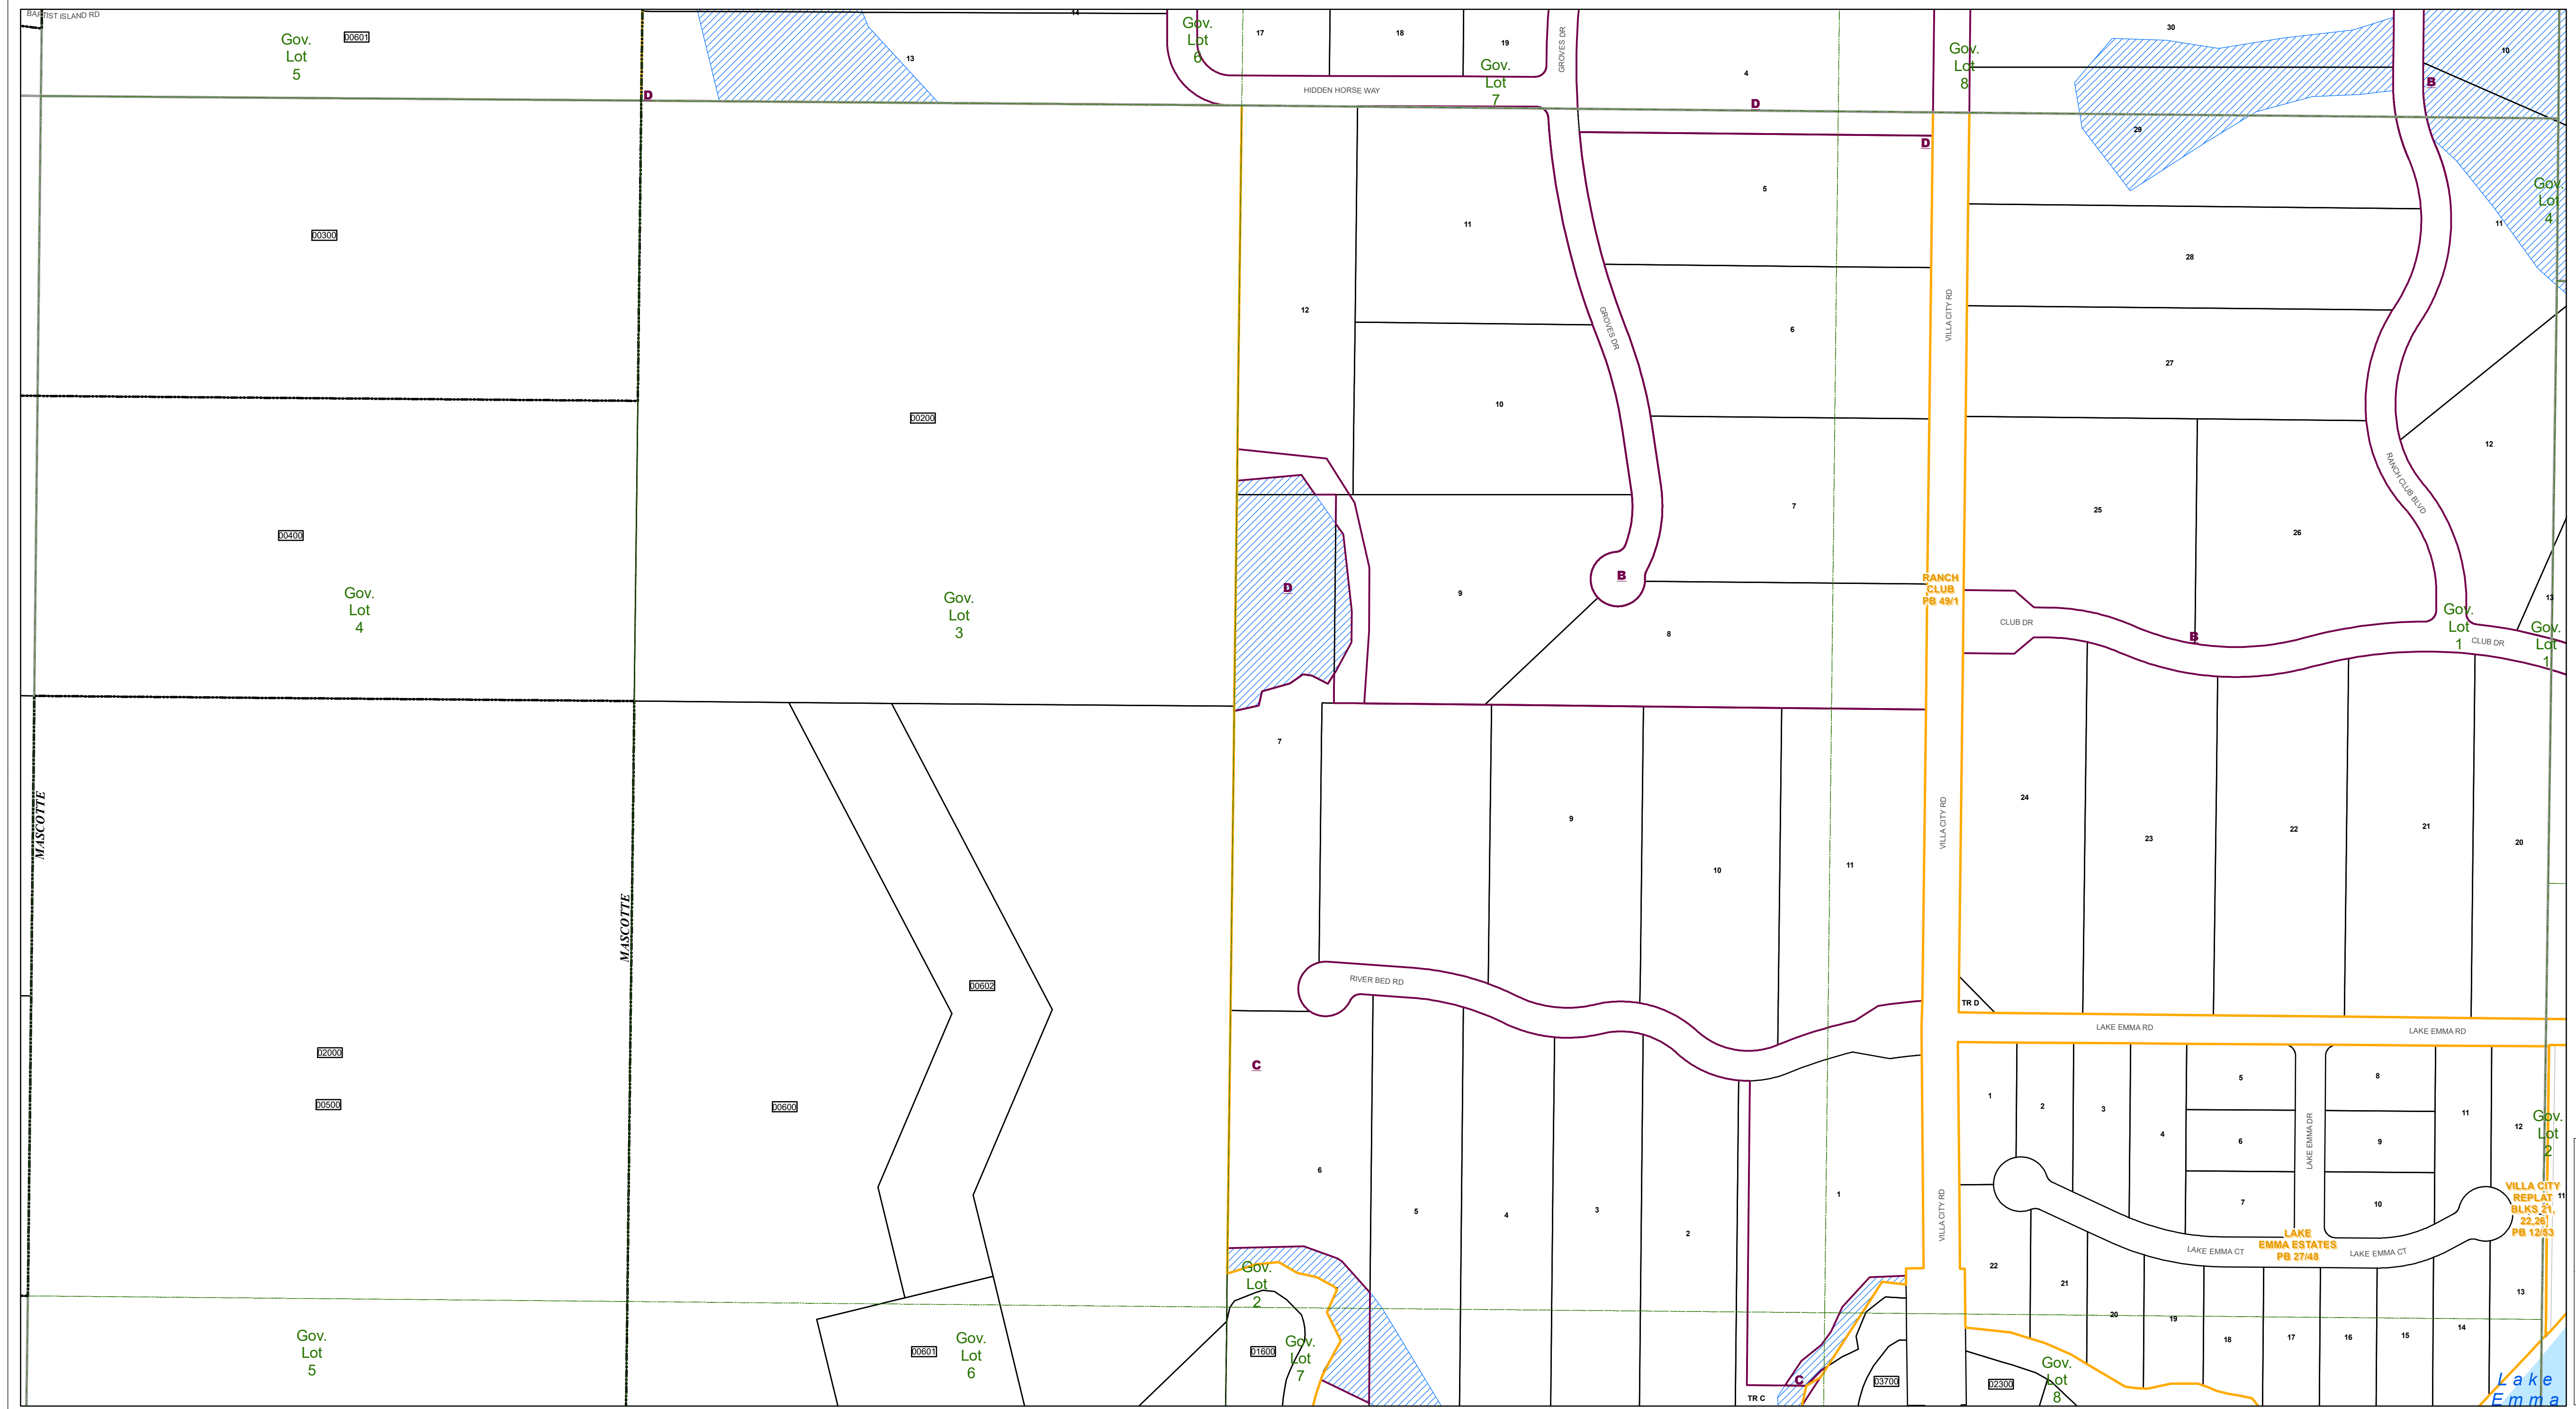 BAPTIST ISLAND RD
Gov.
Lot
5
00601
14
13
D
Gov.
Lot
6
17
18
19
Gov.
Lot
7
GROVES DR
HIDDEN HORSE WAY
4
D
Gov.
Lot
8
30
10
B
29
D
5
Gov.
Lot
4
00300
11
11
28
12
GROVES DR
6
VILLA CITY RD
27
00200
10
12
RANCH CLUB BLVD
7
25
26
00400
Gov.
Lot
4
Gov.
Lot
3
D
9
B
RANCH
CLUB
PB 49/1
13
8
CLUB DR
B
Gov.
Lot
1
CLUB DR
Gov.
Lot
1
7
MASCOTTE
9
10
11
VILLA CITY RD
24
23
22
21
20
MASCOTTE
00602
RIVER BED RD
TR D
LAKE EMMA RD
LAKE EMMA RD
02000
00500
00600
C
6
5
4
3
2
1
VILLA CITY RD
1
2
3
4
5
6
7
LAKE EMMA DR
8
9
10
11
12
Gov.
Lot
2
11
VILLA CITY
REPLAT
BLKS 21,
22,26
PB 12/53
LAKE
EMMA ESTATES
PB 27/48
LAKE EMMA CT
LAKE EMMA CT
22
21
20
19
18
17
16
15
14
13
Gov.
Lot
2
Gov.
Lot
5
00601
Gov.
Lot
6
01600
Gov.
Lot
7
C
TR C
03700
02300
Gov.
Lot
8
Lake
Emma